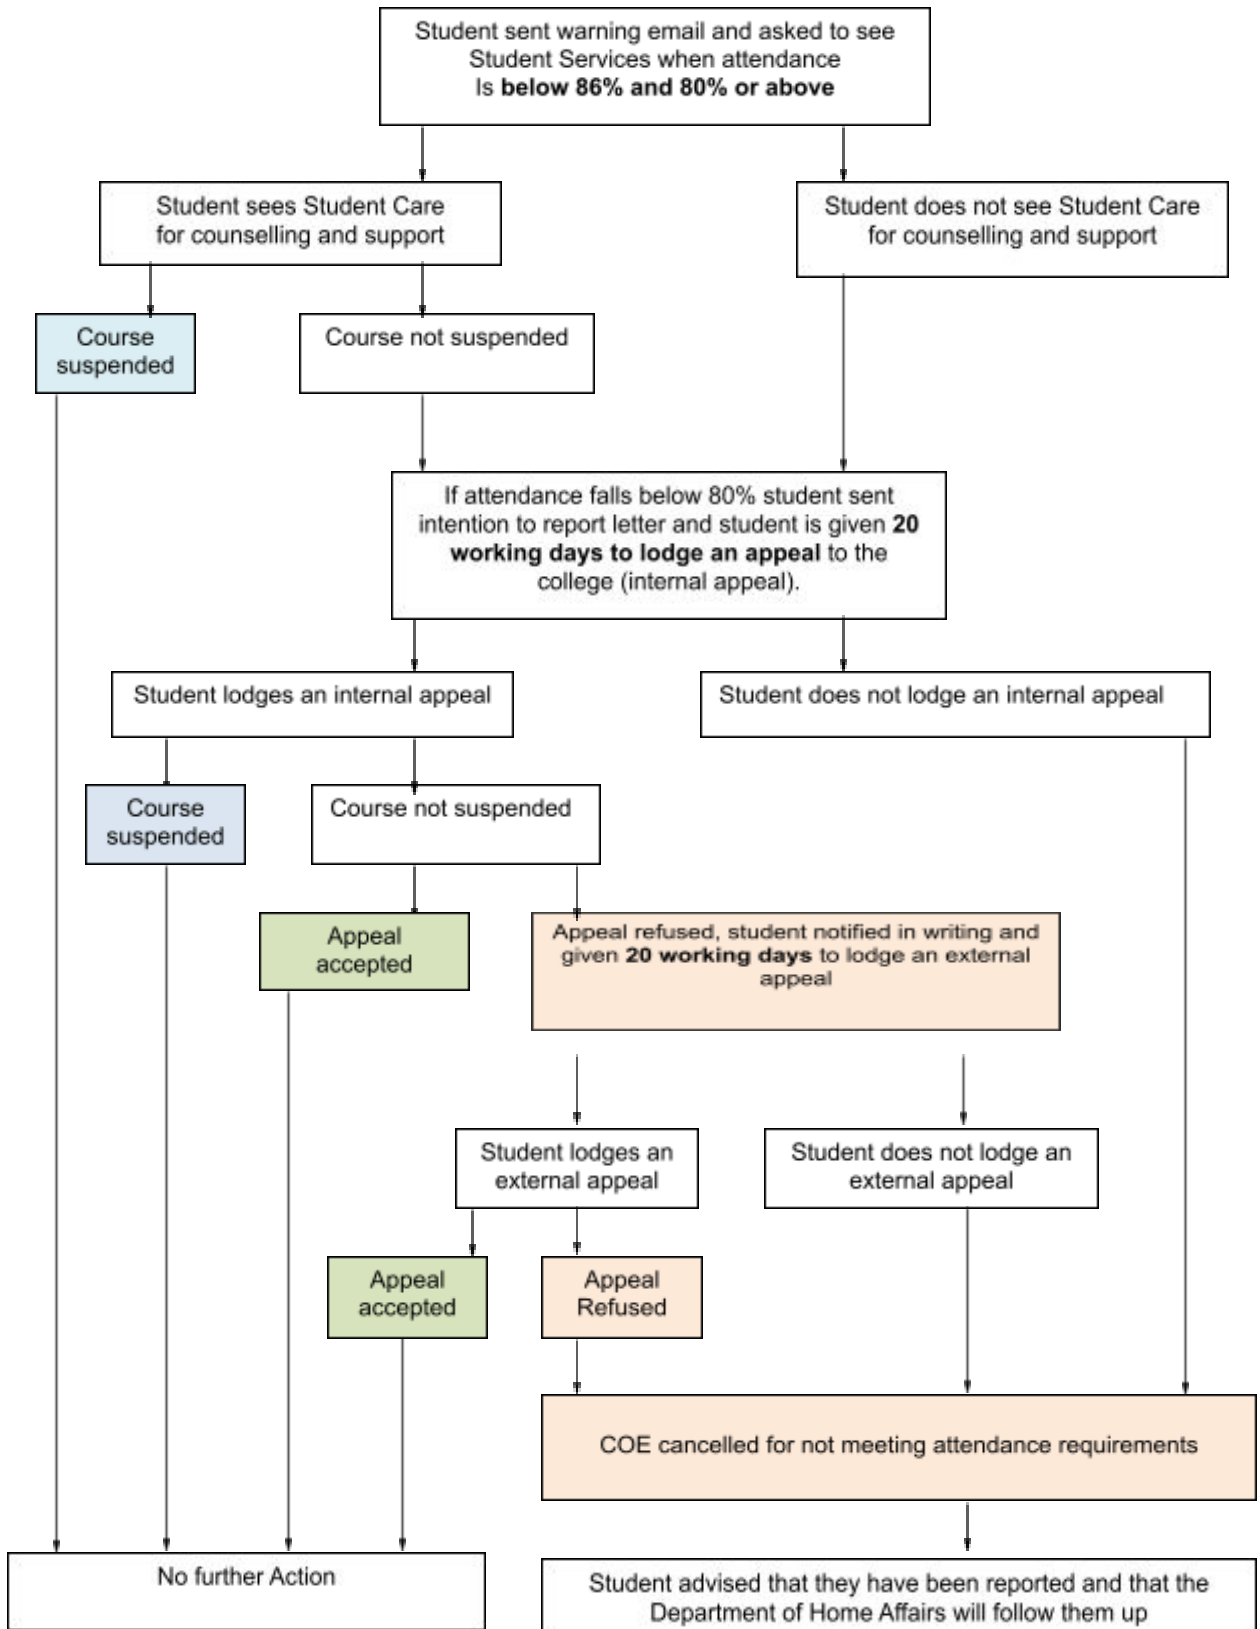 Student sent warning email and asked to see
Student Services when attendance
Is below 86% and 80% or above
Student sees Student Care
for counselling and support
Student does not see Student Care
for counselling and support
Course
suspended
Course not suspended
If attendance falls below 80% student sent
intention to report letter and student is given 20
working days to lodge an appeal to the
college (internal appeal).
Student lodges an internal appeal
Student does not lodge an internal appeal
Course
suspended
Course not suspended
Appeal
accepted
Appeal refused, student notified in writing and
given 20 working days to lodge an external
appeal
Student lodges an
external appeal
Student does not lodge an
external appeal
Appeal
accepted
Appeal
Refused
COE cancelled for not meeting attendance requirements
No further Action
Student advised that they have been reported and that the
Department of Home Affairs will follow them up